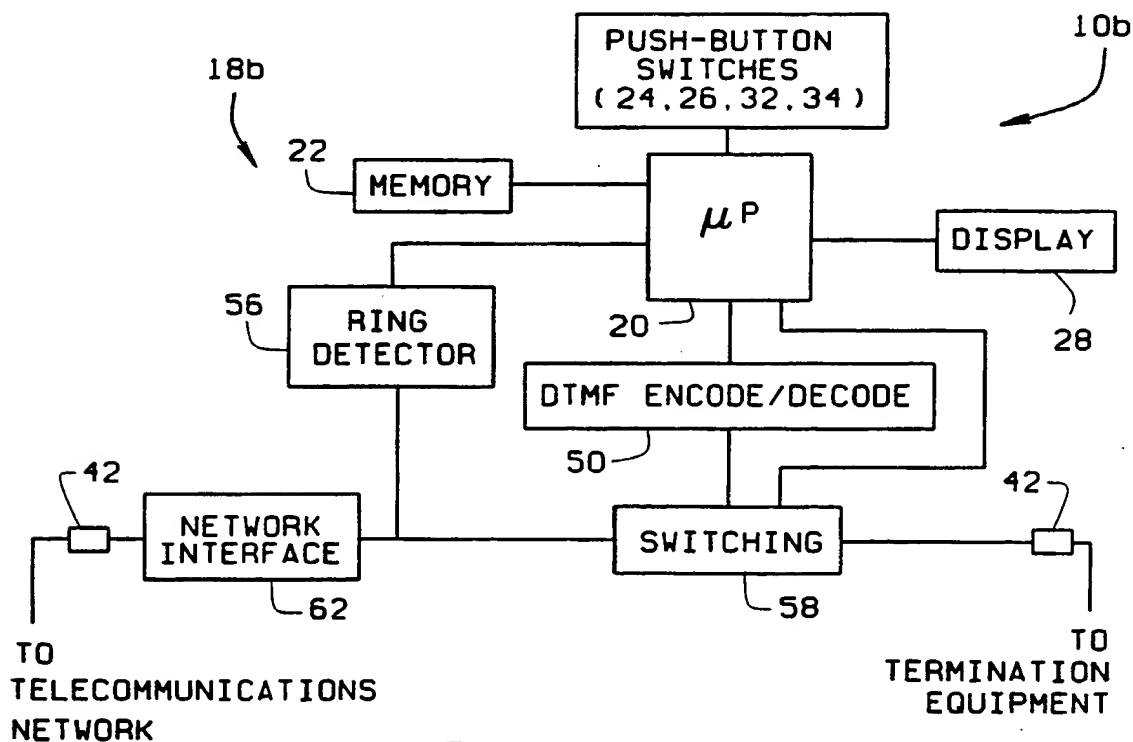 PUSH-BUTTON
SWITCHES
(24,26,32,34)
10b
18b
22
MEMORY
μP
DISPLAY
28
56
RING
DETECTOR
20
DTMF ENCODE/DECODE
50
42
NETWORK
INTERFACE
62
SWITCHING
58
42
TO
TELECOMMUNICATIONS
NETWORK
TO
TERMINATION
EQUIPMENT